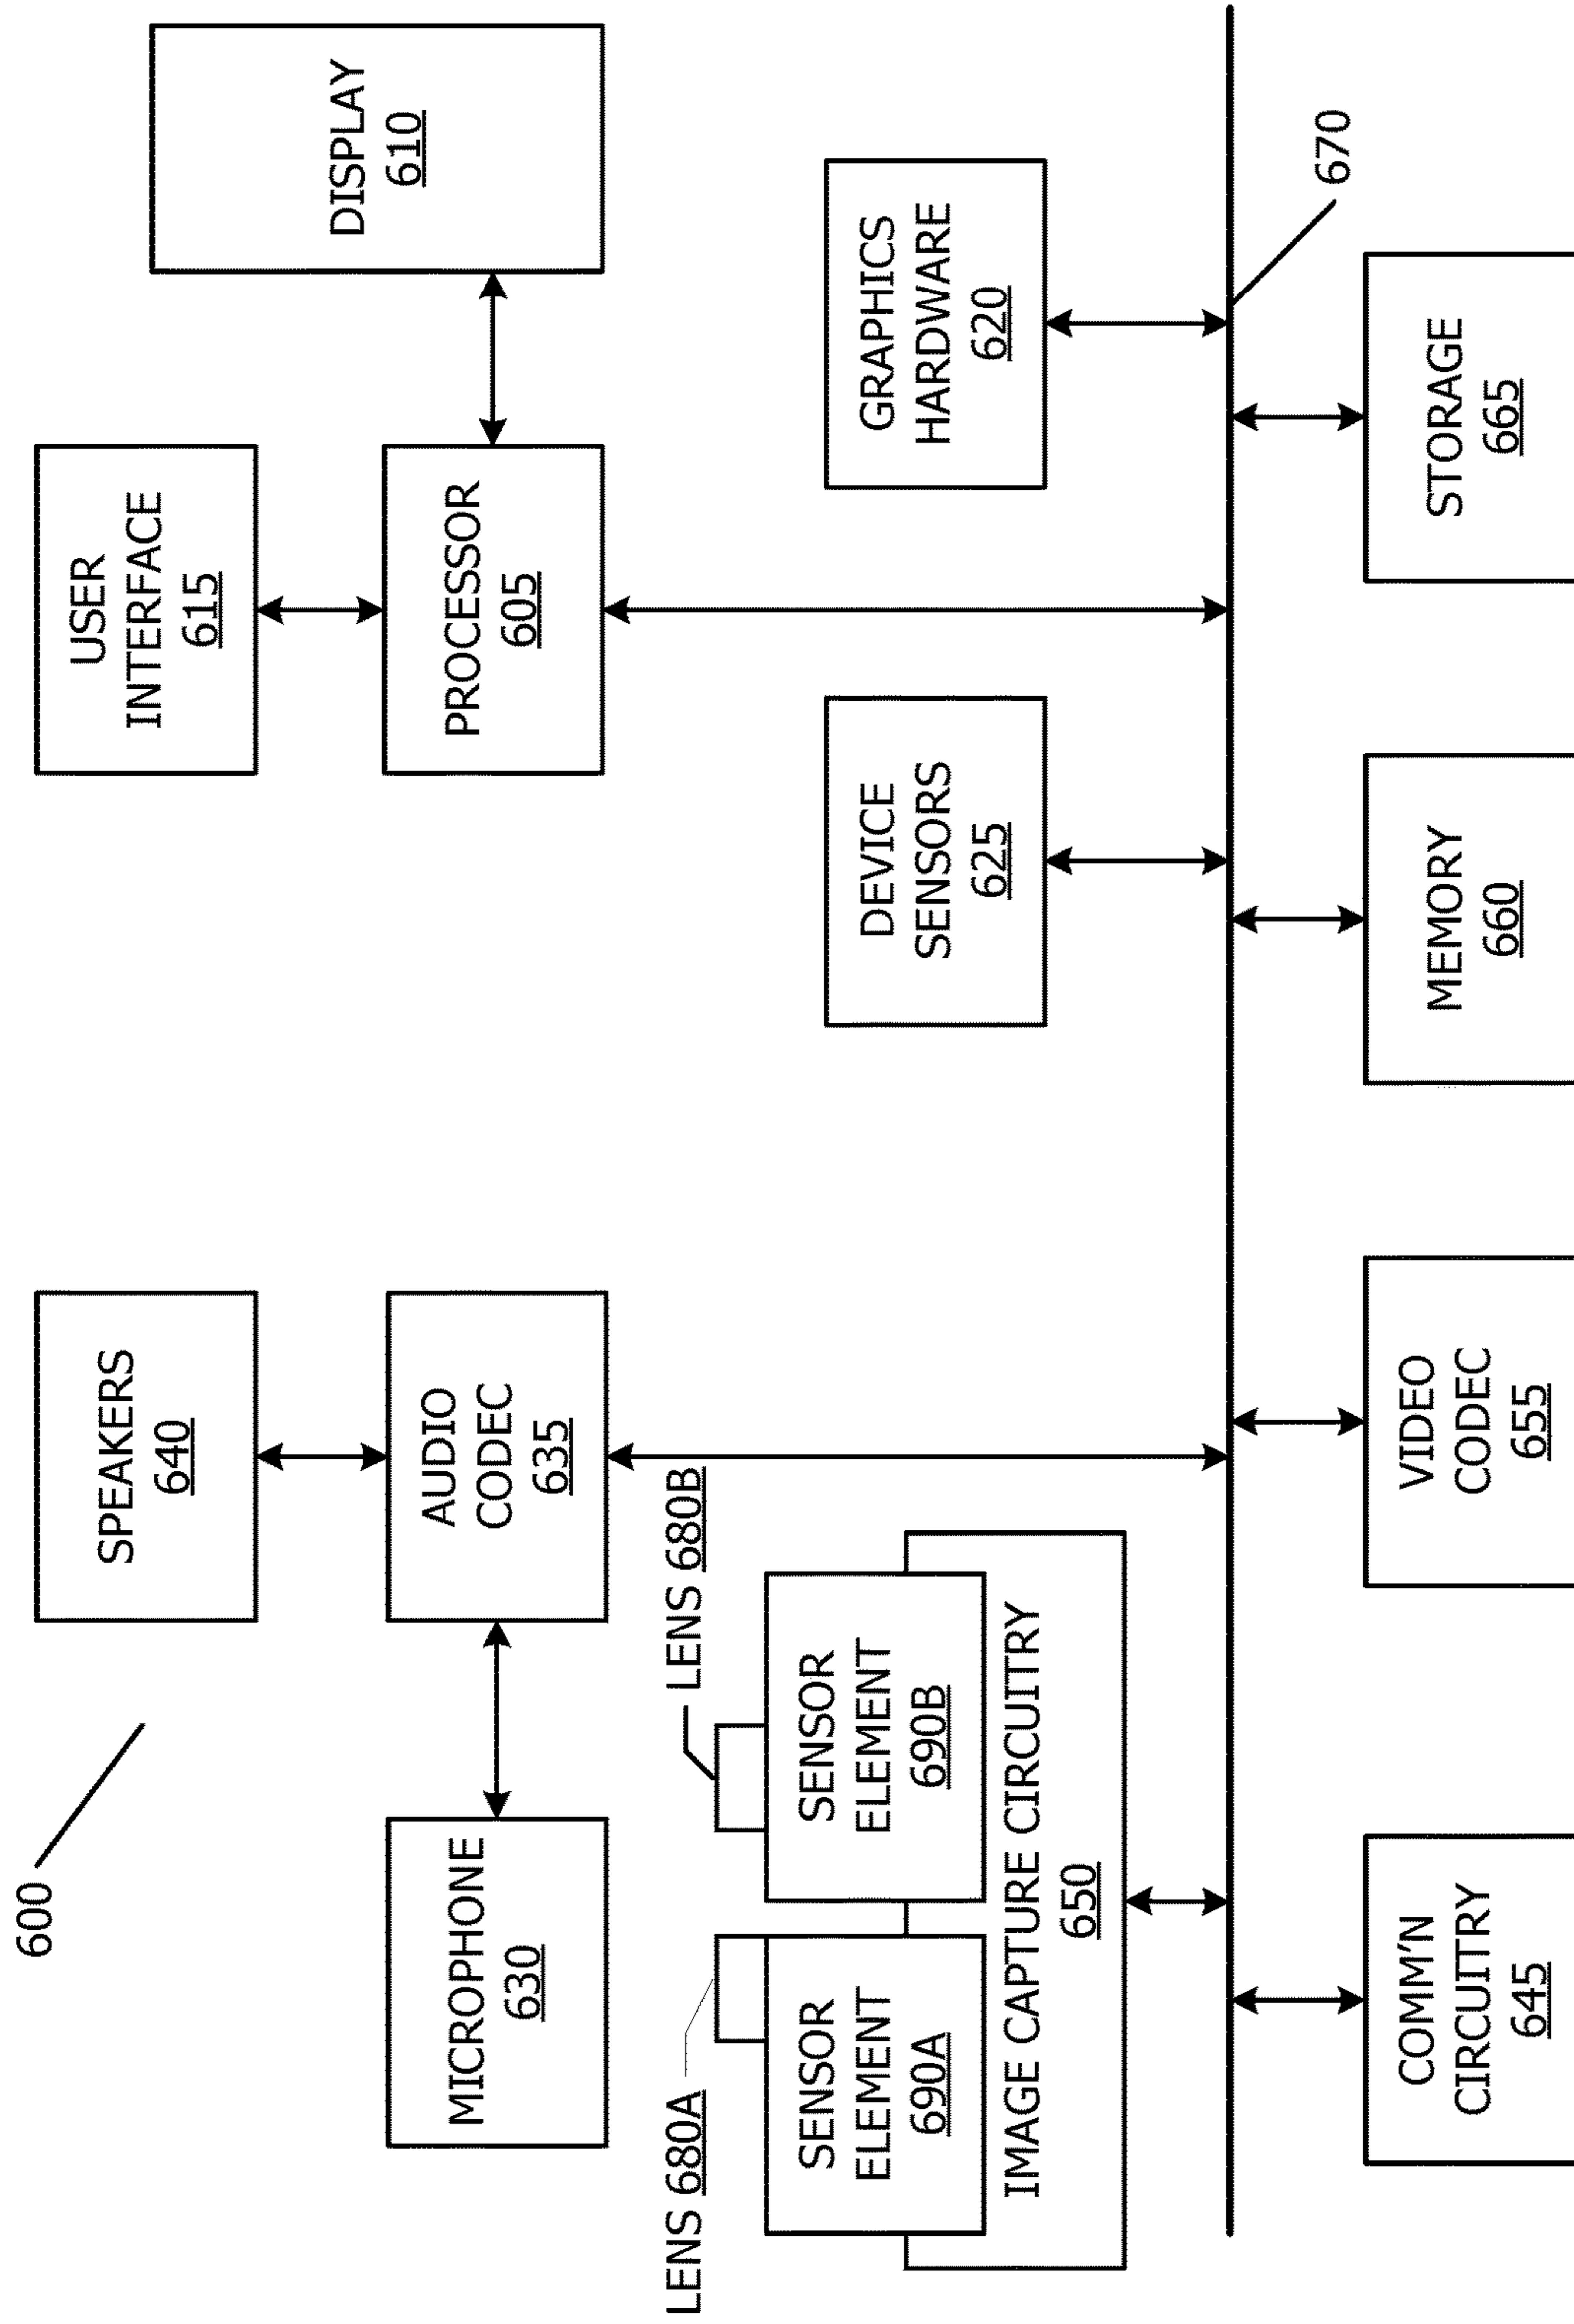 600
SPEAKERS
640
USER
INTERFACE
615
MICROPHONE
630
AUDIO
CODEC
635
PROCESSOR
605
DISPLAY
610
LENS 680A
LENS 680B
SENSOR
ELEMENT
690A
SENSOR
ELEMENT
690B
IMAGE CAPTURE CIRCUITRY
650
DEVICE
SENSORS
625
GRAPHICS
HARDWARE
620
670
COMM'N
CIRCUITRY
645
VIDEO
CODEC
655
MEMORY
660
STORAGE
665